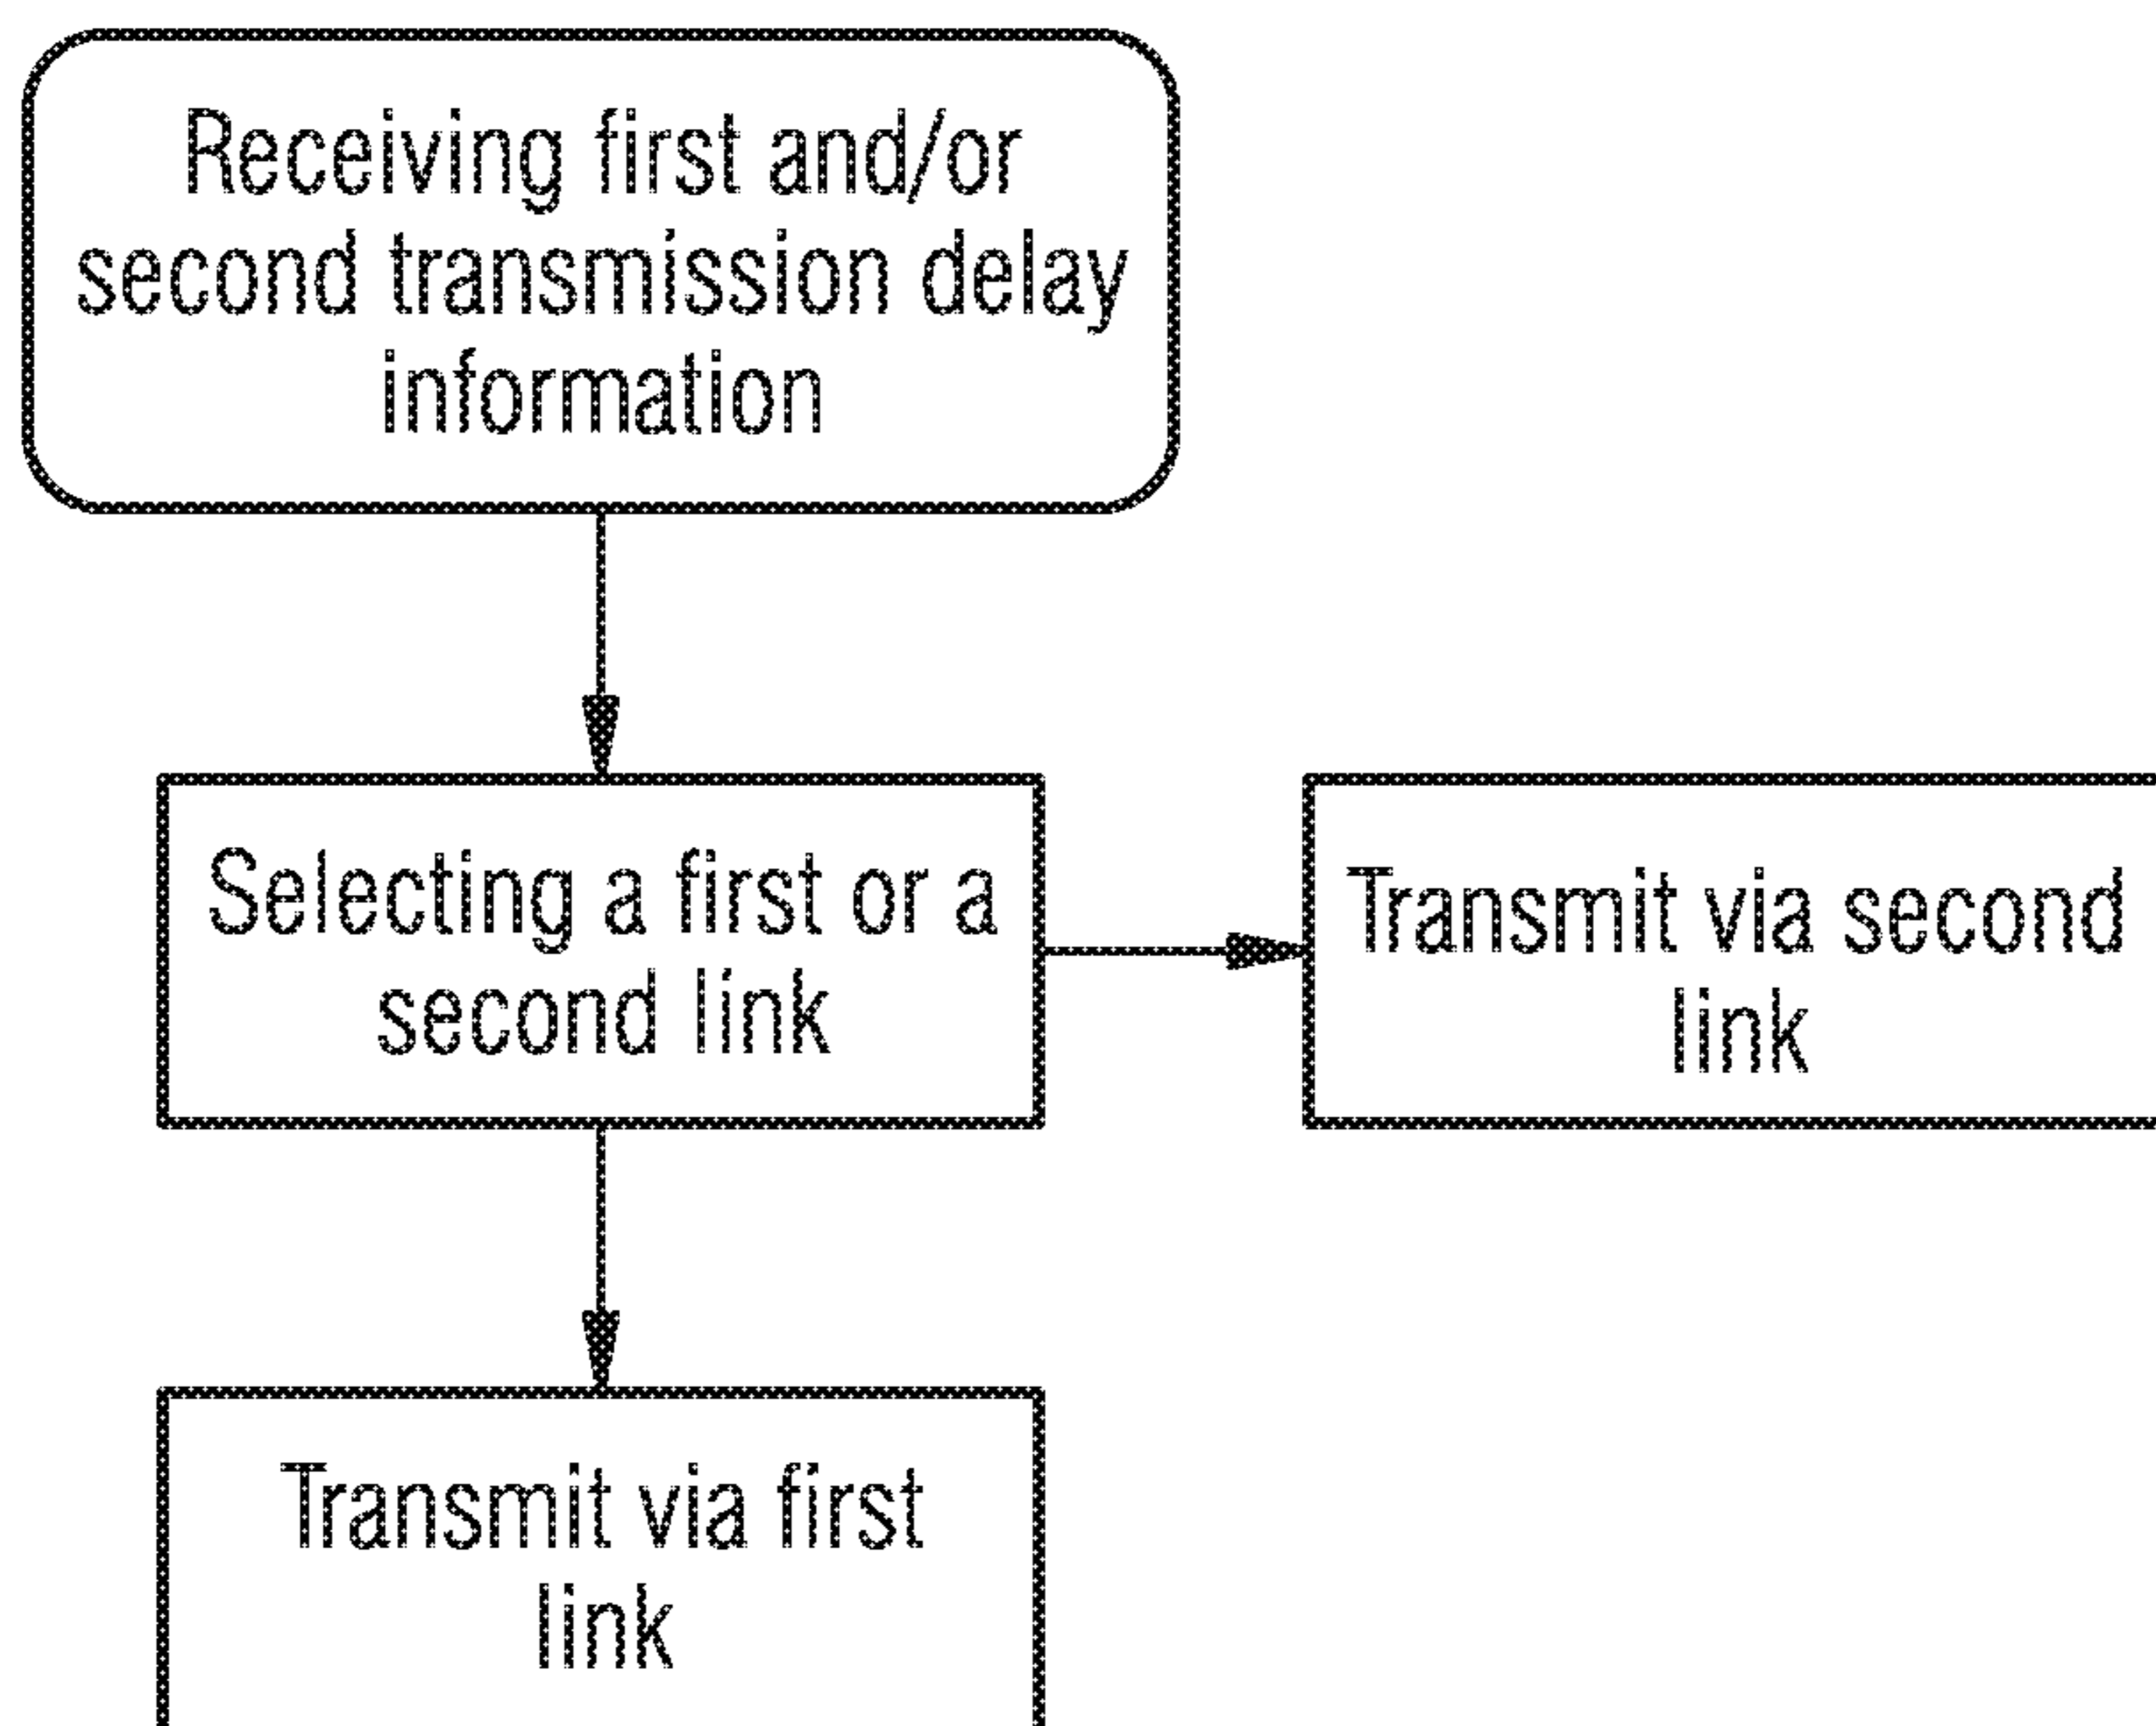 Receiving first and/or
second transmission delay
information
Selecting a first or a
second link
Transmit via second
link
Transmit via first
link